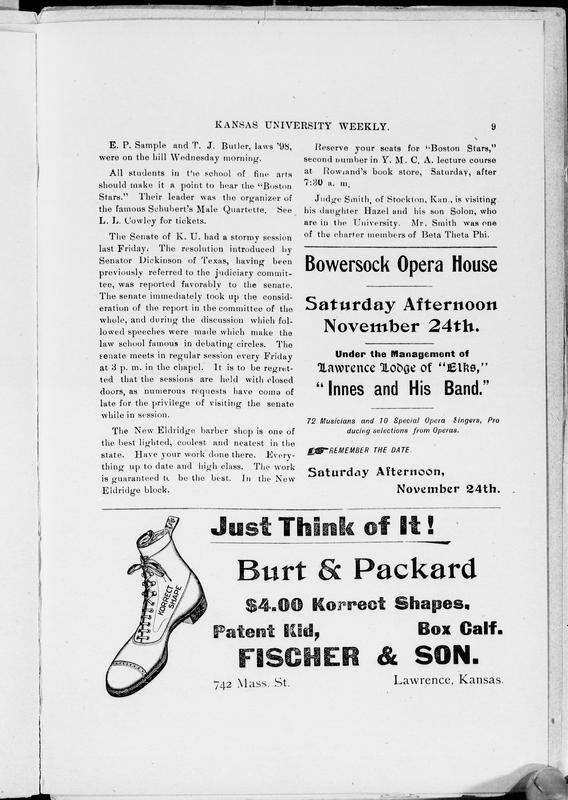 KANSAS UNIVERSITY WEEKLY. 9
E. P. Sample and T. J. Butler, laws '98,
were on the hill Wednesday morning.
All students in the school of fine arts
should make it a point to hear the "Boston
Stars." Their leader was the organizer of
the famous Schubert's Male Quartette. See
L. L. Cowley for tickets.
The Senate of K. U. had a stormy session
last Friday. The resolution introduced by
Senator Dickinson of Texas, having been
previously referred to the judiciary commit-
tee, was reported favorably to the senate.
The senate immediately took up the consid-
eration of the report in the committee of the
whole, and during the discussion which fol-
lowed speeches were made which make the
law school famous in debating circles. The
senate meets in regular session every Friday
at 3 p. m. in the chapel. It is to be regret-
ted that the sessions are held with closed
doors, as numerous requests have come of
late for the privilege of visiting the senate
while in session.
The New Eldridge barber shop is one of
the best lighted, coolest and neatest in the
state. Have your work done there. Every-
thing up to date and high class. The work
is guaranteed to be the best. In the New
Eldridge block.
Reserve your seats for "Boston Stars,"
second number in Y. M. C. A. lecture course
at Rowland's book store, Saturday, after
7:30 a. m.
Judge Smith, of Stockton, Kan., is visiting
his daughter Hazel and his son Solon, who
are in the University. Mr. Smith was one
of the charter members of Beta Theta Phi.
Bowersock Opera House
Saturday Afternoon
November 24th.
Under the Management of
Lawrence Lodge of "Elks,"
"Innes and His Band."
72 Musicians and 10 Special Opera Singers, Pro
ducing selections from Operas.
REMEMBER THE DATE
Saturday Afternoon,
November 24th.
Just Think of It!
Burt & Packard
$4.00 Korrect Shapes.
Patent Kid, Box Calf.
FISCHER & SON.
742 Mass. St. Lawrence, Kansas.
KORRECT
SHAPE